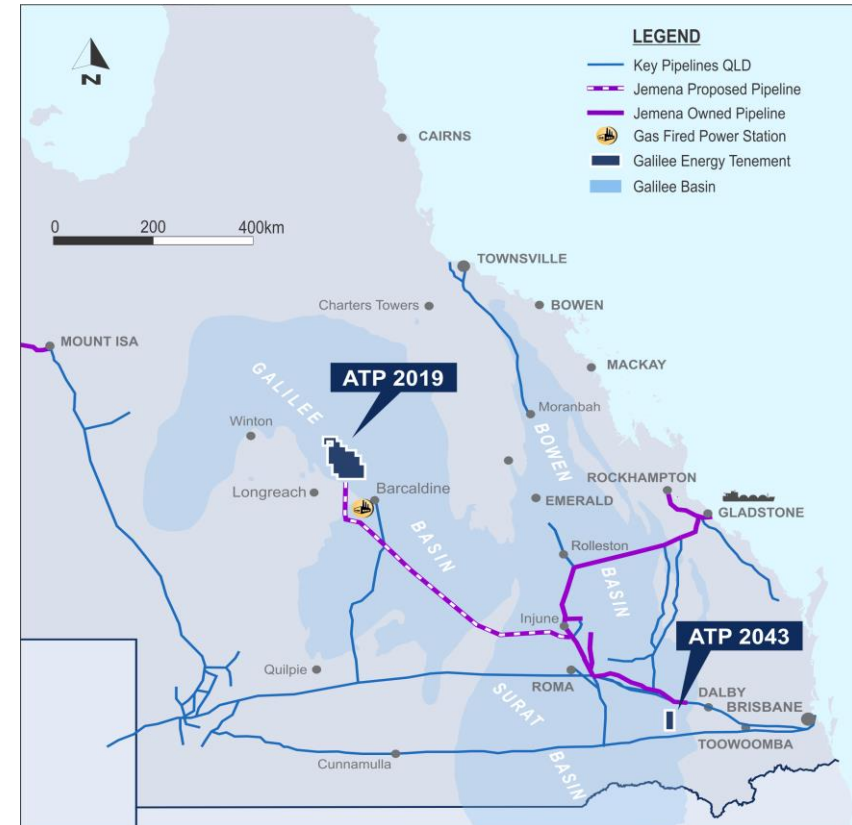 LEGEND
Key Pipelines QLD
Jemena Proposed Pipeline
Jemena Owned Pipeline
Gas Fired Power Station
Galilee Energy Tenement
Galilee Basin
N
CAIRNS
0 200 400km
TOWNSVILLE
Charters Towers
BOWEN
MOUNT ISA
MACKAY
ATP 2019
GALILEE
BASIN
Winton
Moranbah
BOWEN
BASIN
Longreach
Barcaldine
ROCKHAMPTON
EMERALD
GLADSTONE
Rolleston
Injune
ATP 2043
Quilpie
ROMA
DALBY
BRISBANE
SURAT
BASIN
TOOWOOMBA
Cunnamulla